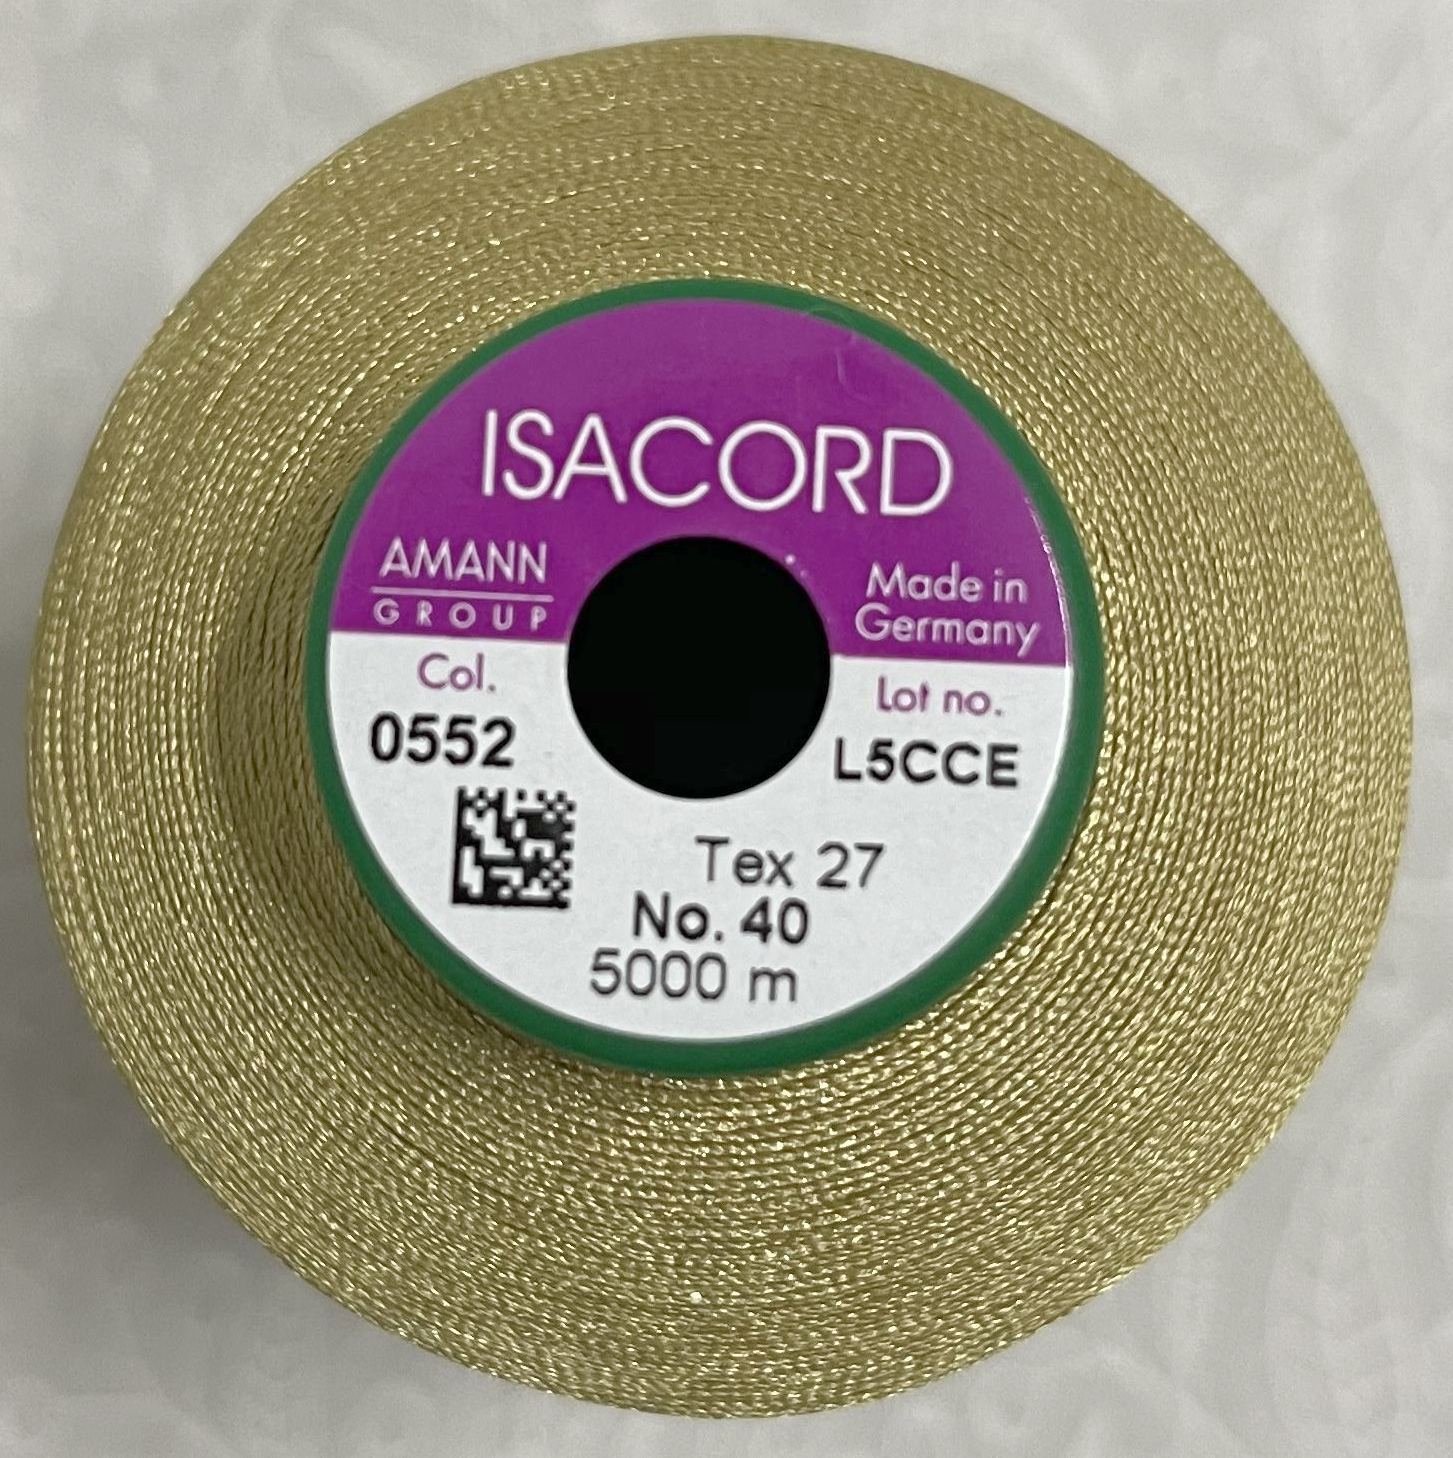 ISACORD
AMANN
GROUP
Made in
Germany
Col.
0552
Lot no.
L5CCE
Tex 27
No. 40
5000 m